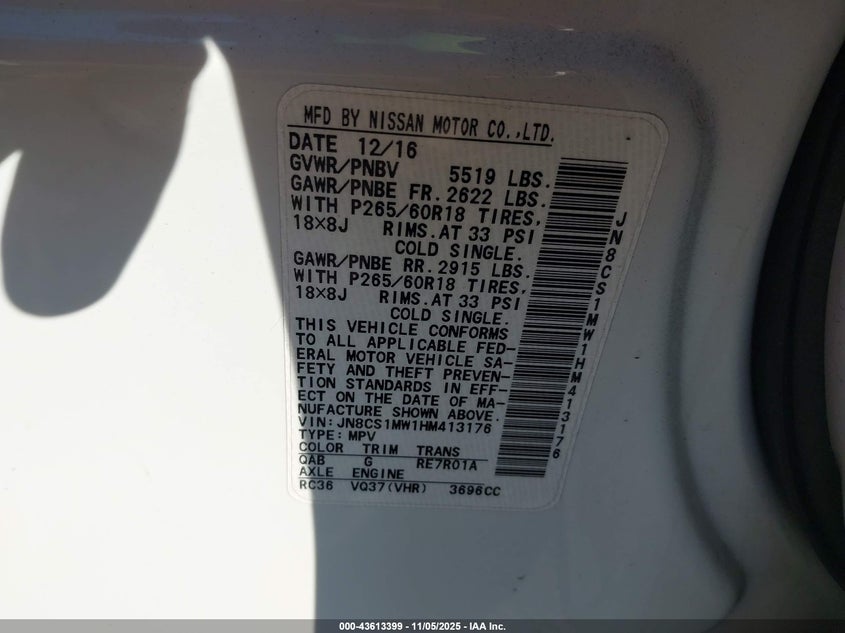 MFD BY NISSAN MOTOR CO.,LTD.
DATE 12/16
GVWR/PNBV 5519 LBS.
GAWR/PNBE FR. 2622 LBS.
WITH P265/60R18 TIRES,
18×8J RIMS. AT 33 PSI
COLD SINGLE.
GAWR/PNBE RR. 2915 LBS.
WITH P265/60R18 TIRES,
18×8J RIMS. AT 33 PSI
COLD SINGLE.
THIS VEHICLE CONFORMS
TO ALL APPLICABLE FED-
ERAL MOTOR VEHICLE SA-
FETY AND THEFT PREVEN-
TION STANDARDS IN EFF-
ECT ON THE DATE OF MA-
NUFACTURE SHOWN ABOVE.
VIN: JN8CS1MW1HM413176
TYPE: MPV
COLOR TRIM TRANS
QAB G RE7R01A
AXLE ENGINE
RC36 VQ37(VHR) 3696CC
JN8CS1MW1HM413176
000-43613399 - 11/05/2025 - IAA Inc.